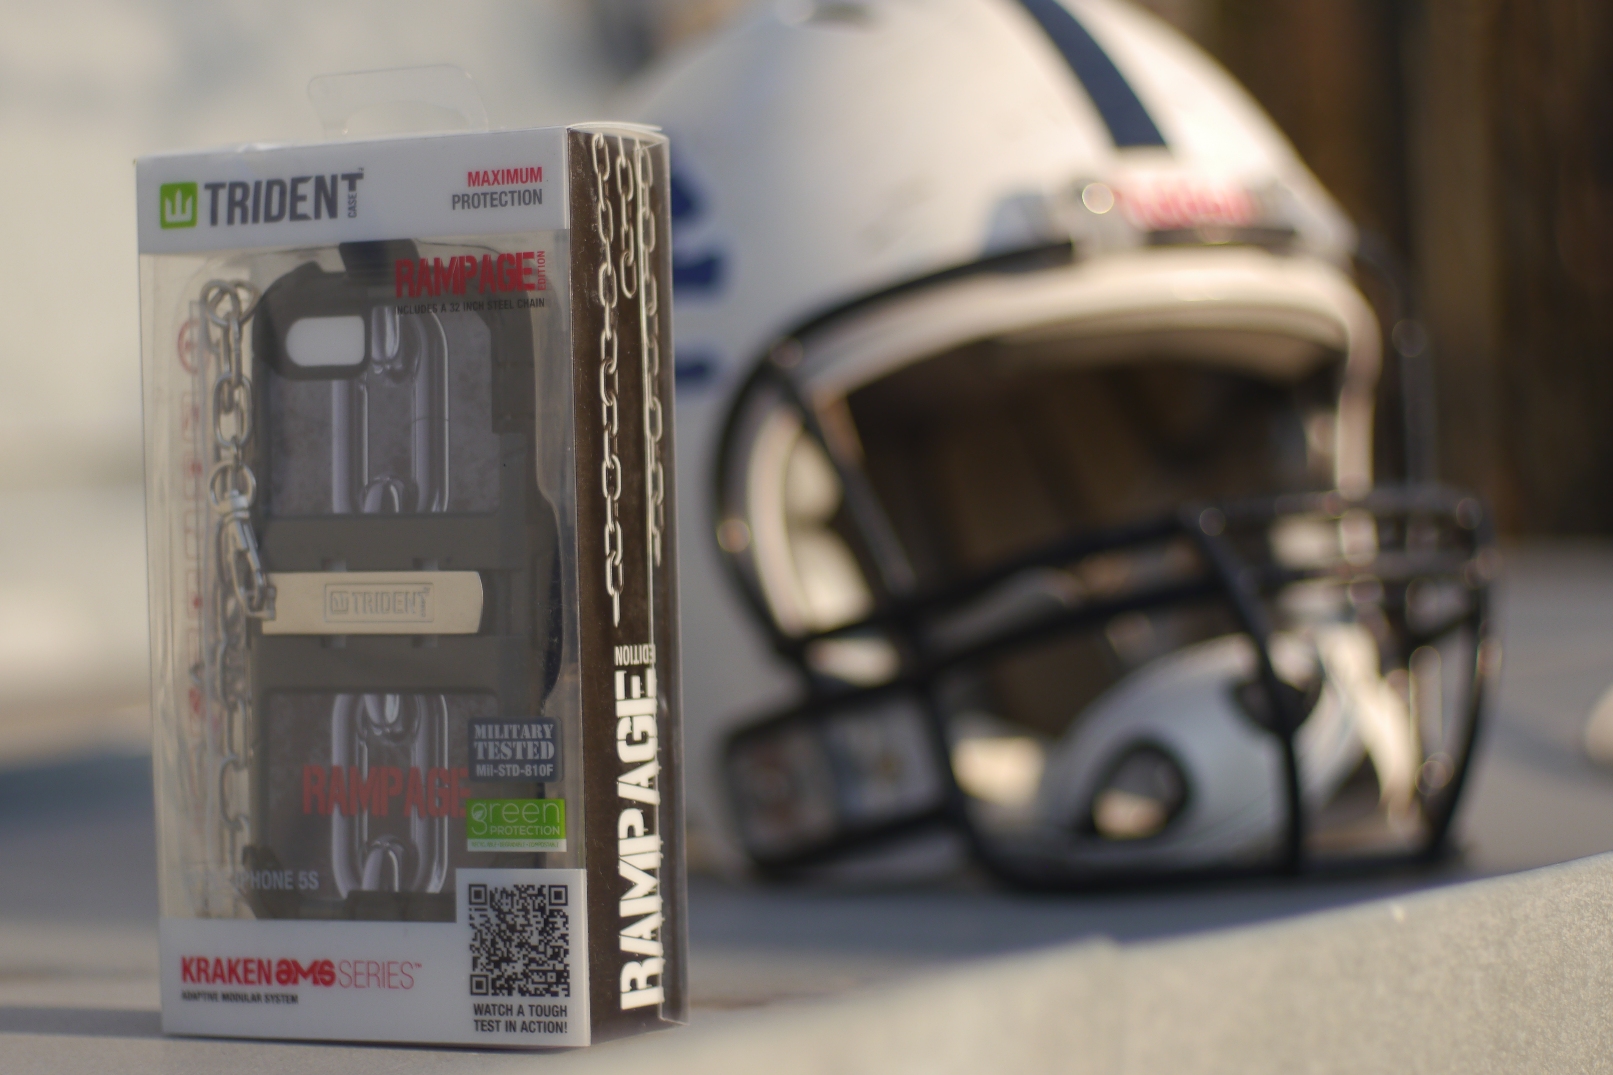 TRIDENT
CASE
MAXIMUM
PROTECTION
RAMPAGE
EDITION
INCLUDES A 32 INCH STEEL CHAIN
TRIDENT
MILITARY
TESTED
Mil-STD-810F
RAMPAGE
green
PROTECTION
PHONE 5S
KRAKEN AMS SERIES™
ADAPTIVE MODULAR SYSTEM
WATCH A TOUGH
TEST IN ACTION!
RAMPAGE
EDITION